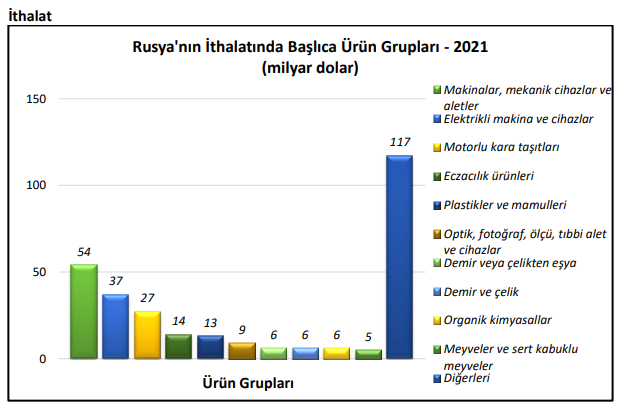 İthalat
Rusya'nın İthalatında Başlıca Ürün Grupları - 2021
(milyar dolar)
150
100
50
0
54
37
27
14
13
9
6
6
6
5
117
Ürün Grupları
Makinalar, mekanik cihazlar ve
aletler
Elektrikli makina ve cihazlar
Motorlu kara taşıtları
Eczacılık ürünleri
Plastikler ve mamulleri
Optik, fotoğraf, ölçü, tıbbi alet
ve cihazlar
Demir veya çelikten eşya
Demir ve çelik
Organik kimyasallar
Meyveler ve sert kabuklu
meyveler
Diğerleri